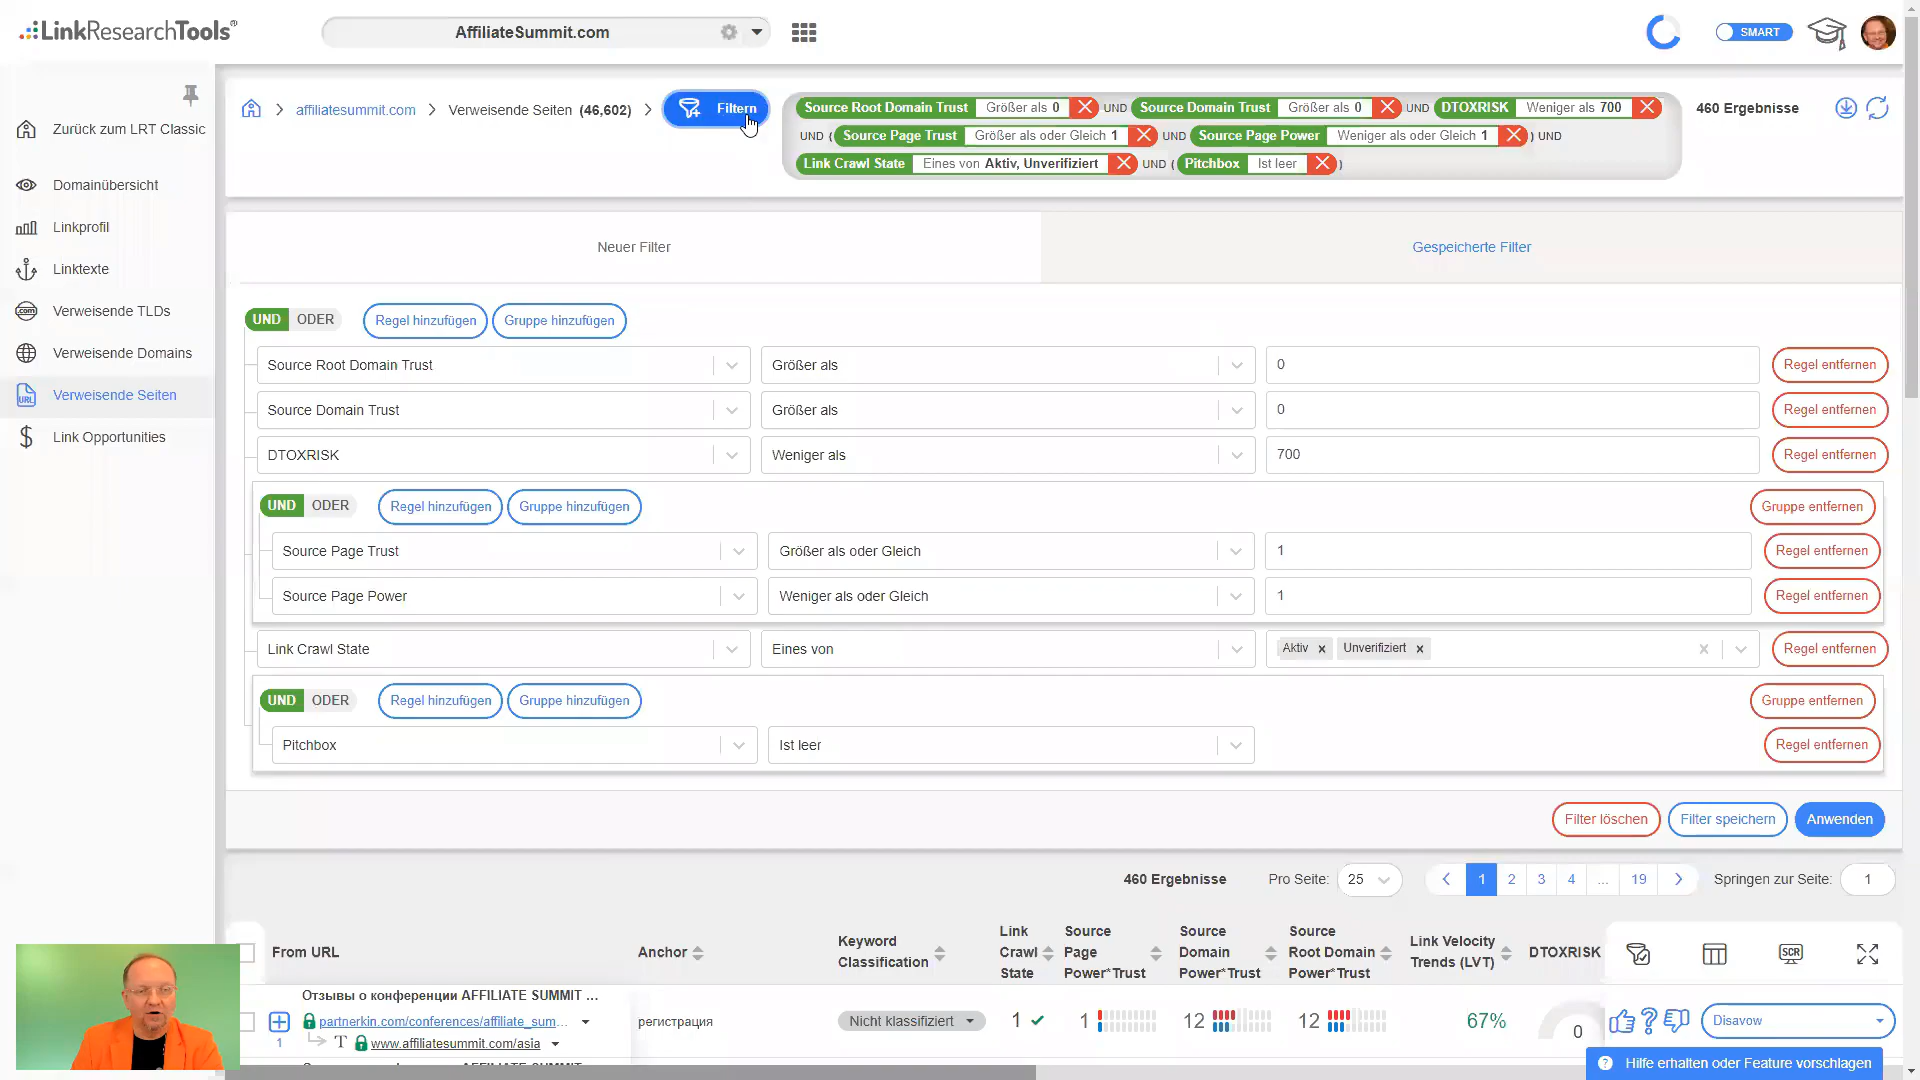 LinkResearchTools®
AffiliateSummit.com
SMART
Zurück zum LRT Classic
Domainübersicht
Linkprofil
Linktexte
Verweisende TLDs
Verweisende Domains
Verweisende Seiten
Link Opportunities
affiliatesummit.com
Verweisende Seiten (46,602)
Filtern
Source Root Domain Trust Größer als 0 UND Source Domain Trust Größer als 0 UND DTOXRISK Weniger als 700
UND ( Source Page Trust Größer als oder Gleich 1 UND Source Page Power Weniger als oder Gleich 1 ) UND
Link Crawl State Eines von Aktiv, Unverifiziert UND ( Pitchbox Ist leer )
460 Ergebnisse
Neuer Filter
Gespeicherte Filter
UND ODER Regel hinzufügen Gruppe hinzufügen
Source Root Domain Trust Größer als 0 Regel entfernen
Source Domain Trust Größer als 0 Regel entfernen
DTOXRISK Weniger als 700 Regel entfernen
UND ODER Regel hinzufügen Gruppe hinzufügen Gruppe entfernen
Source Page Trust Größer als oder Gleich 1 Regel entfernen
Source Page Power Weniger als oder Gleich 1 Regel entfernen
Link Crawl State Eines von Aktiv x Unverifiziert x Regel entfernen
UND ODER Regel hinzufügen Gruppe hinzufügen Gruppe entfernen
Pitchbox Ist leer Regel entfernen
Filter löschen Filter speichern Anwenden
460 Ergebnisse Pro Seite: 25 1 2 3 4 ... 19 Springen zur Seite: 1
From URL
Anchor
Keyword
Classification
Link
Crawl
State
Source
Page
Power*Trust
Source
Domain
Power*Trust
Source
Root Domain
Power*Trust
Link Velocity
Trends (LVT)
DTOXRISK
SCR
Отзывы о конференции AFFILIATE SUMMIT ...
partnerkin.com/conferences/affiliate_sum...
1
T www.affiliatesummit.com/asia
регистрация
Nicht klassifiziert
1
1
12
12
67%
0
Disavow
Hilfe erhalten oder Feature vorschlagen